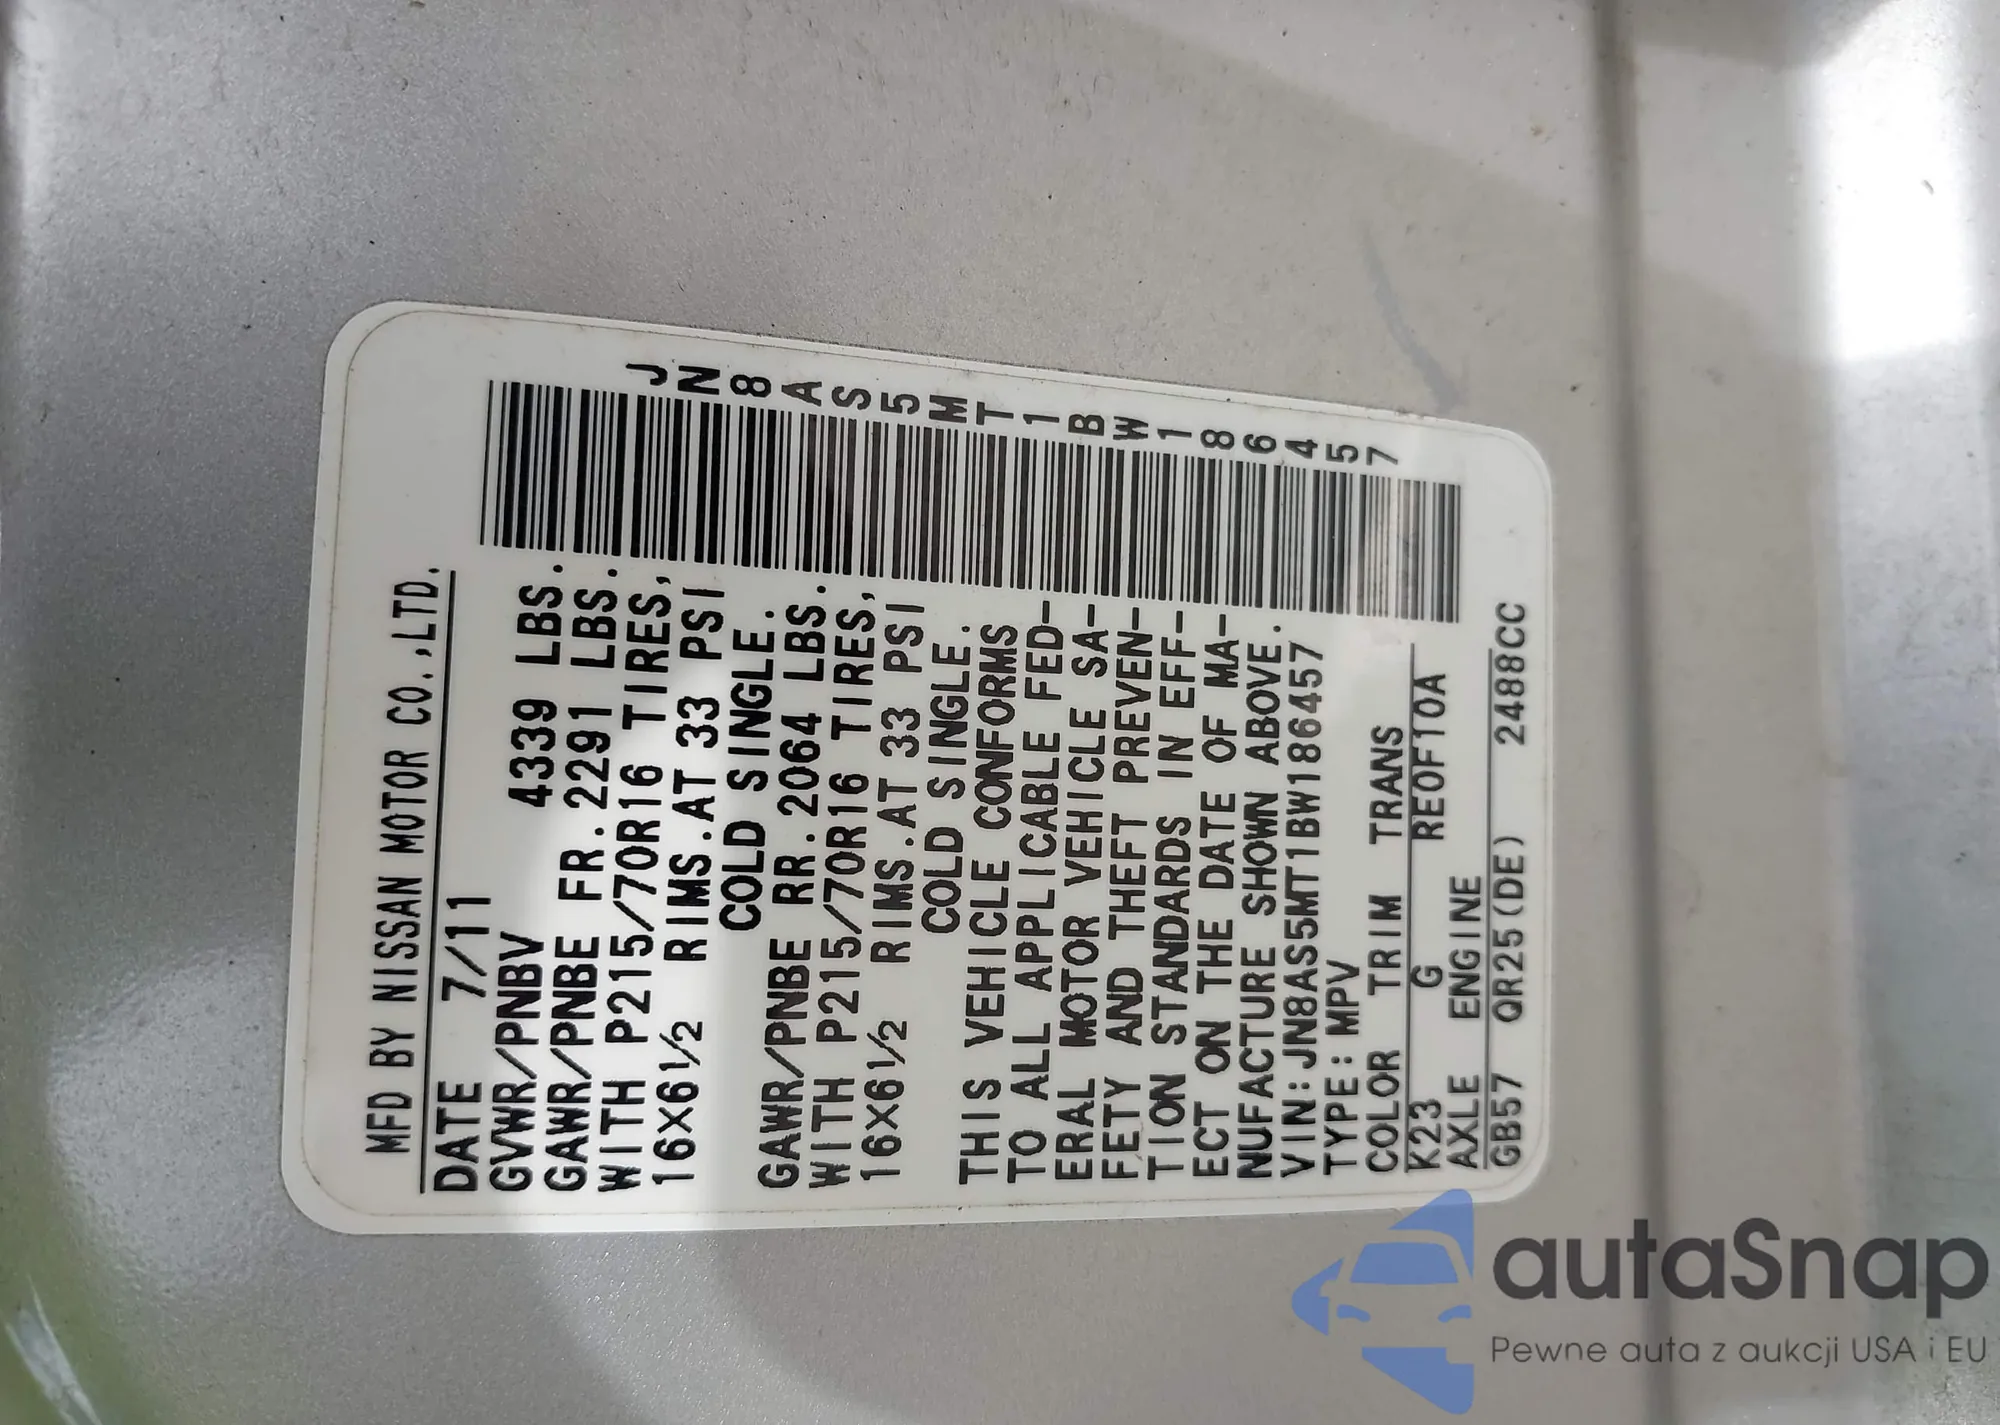 MFD BY NISSAN MOTOR CO.,LTD.
DATE 7/11
GVWR/PNBV 4339 LBS.
GAWR/PNBE FR.2291 LBS.
WITH P215/70R16 TIRES,
16×6½ RIMS.AT 33 PSI
COLD SINGLE.
GAWR/PNBE RR.2064 LBS.
WITH P215/70R16 TIRES,
16×6½ RIMS.AT 33 PSI
COLD SINGLE.
THIS VEHICLE CONFORMS
TO ALL APPLICABLE FED-
ERAL MOTOR VEHICLE SA-
FETY AND THEFT PREVEN-
TION STANDARDS IN EFF-
ECT ON THE DATE OF MA-
NUFACTURE SHOWN ABOVE.
VIN:JN8AS5MT1BW186457
TYPE:MPV
COLOR TRIM TRANS
K23 G RE0F10A
AXLE ENGINE
GB57 QR25(DE) 2488CC
JN8AS5MT1BW186457
autaSnap
Pewne auta z aukcji USA i EU